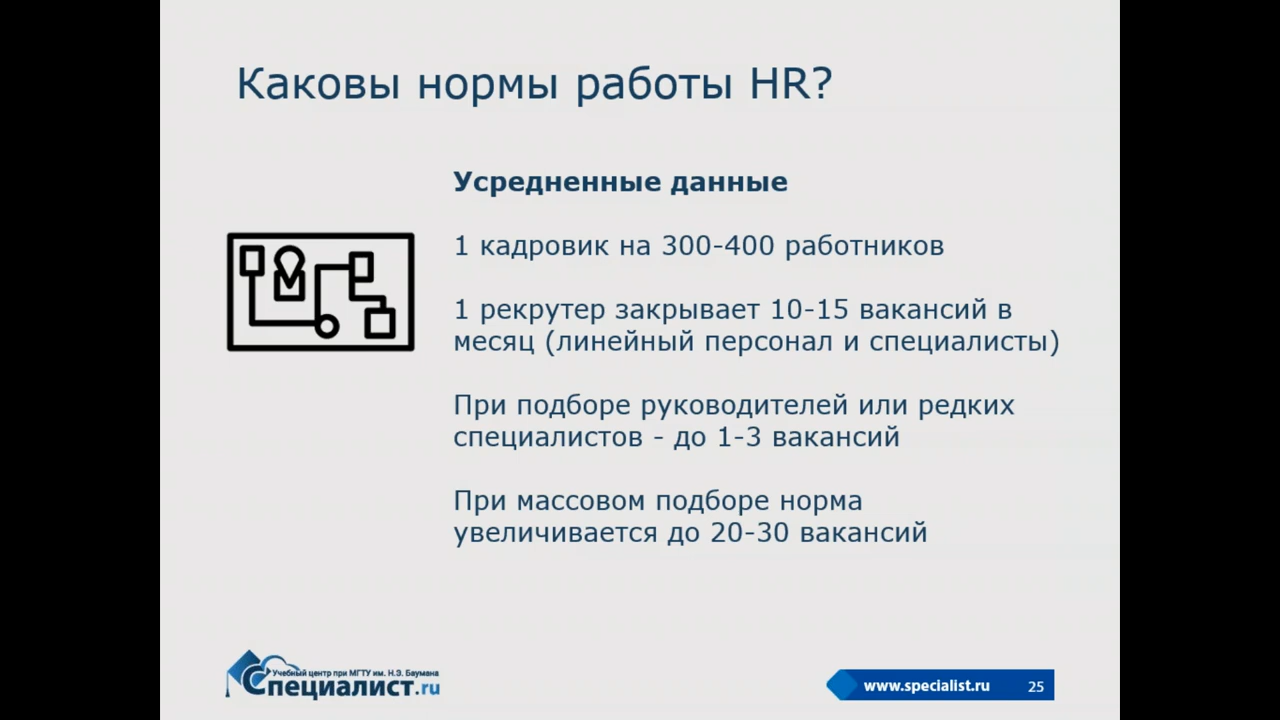 Каковы нормы работы HR?
Усредненные данные
1 кадровик на 300-400 работников
1 рекрутер закрывает 10-15 вакансий в
месяц (линейный персонал и специалисты)
При подборе руководителей или редких
специалистов - до 1-3 вакансий
При массовом подборе норма
увеличивается до 20-30 вакансий
Учебный центр при МГТУ им. Н.Э. Баумана
Специалист.ru
www.specialist.ru 25